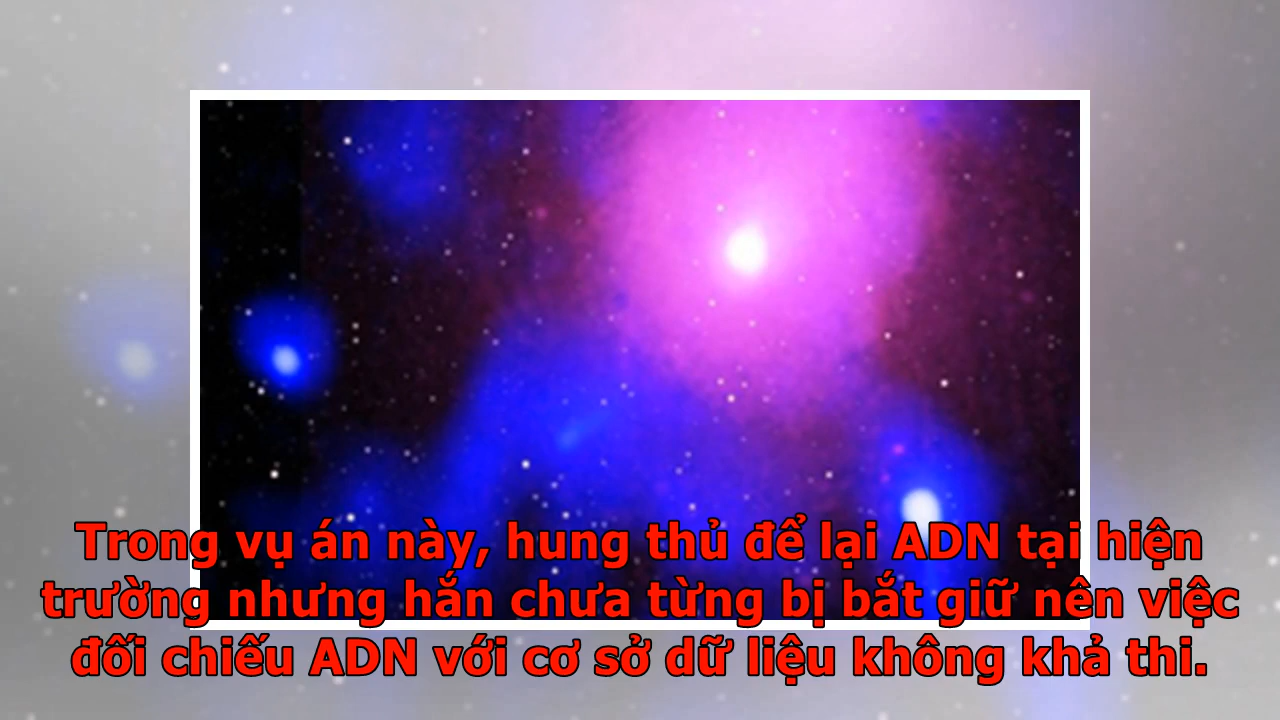 Trong vụ án này, hung thủ để lại ADN tại hiện
trường nhưng hắn chưa từng bị bắt giữ nên việc
đối chiếu ADN với cơ sở dữ liệu không khả thi.